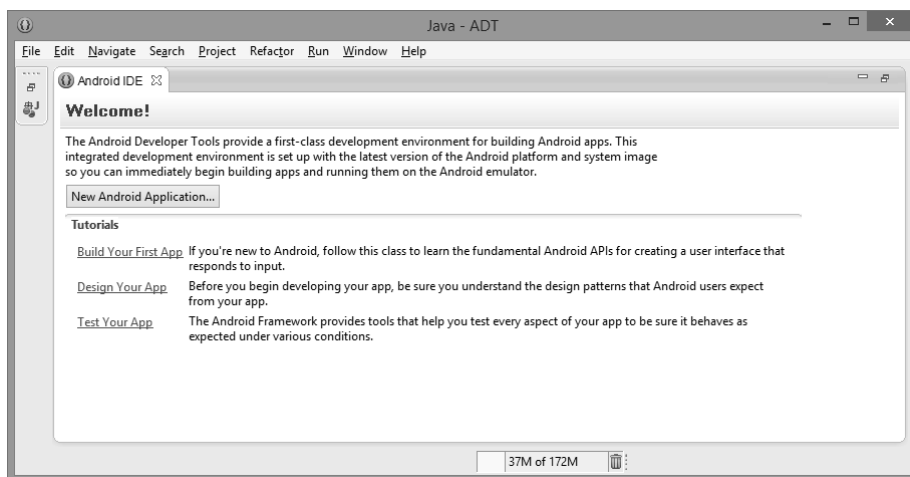 Java - ADT
File Edit Navigate Search Project Refactor Run Window Help
Android IDE
Welcome!
The Android Developer Tools provide a first-class development environment for building Android apps. This
integrated development environment is set up with the latest version of the Android platform and system image
so you can immediately begin building apps and running them on the Android emulator.
New Android Application...
Tutorials
Build Your First App If you're new to Android, follow this class to learn the fundamental Android APIs for creating a user interface that
responds to input.
Design Your App Before you begin developing your app, be sure you understand the design patterns that Android users expect
from your app.
Test Your App The Android Framework provides tools that help you test every aspect of your app to be sure it behaves as
expected under various conditions.
37M of 172M